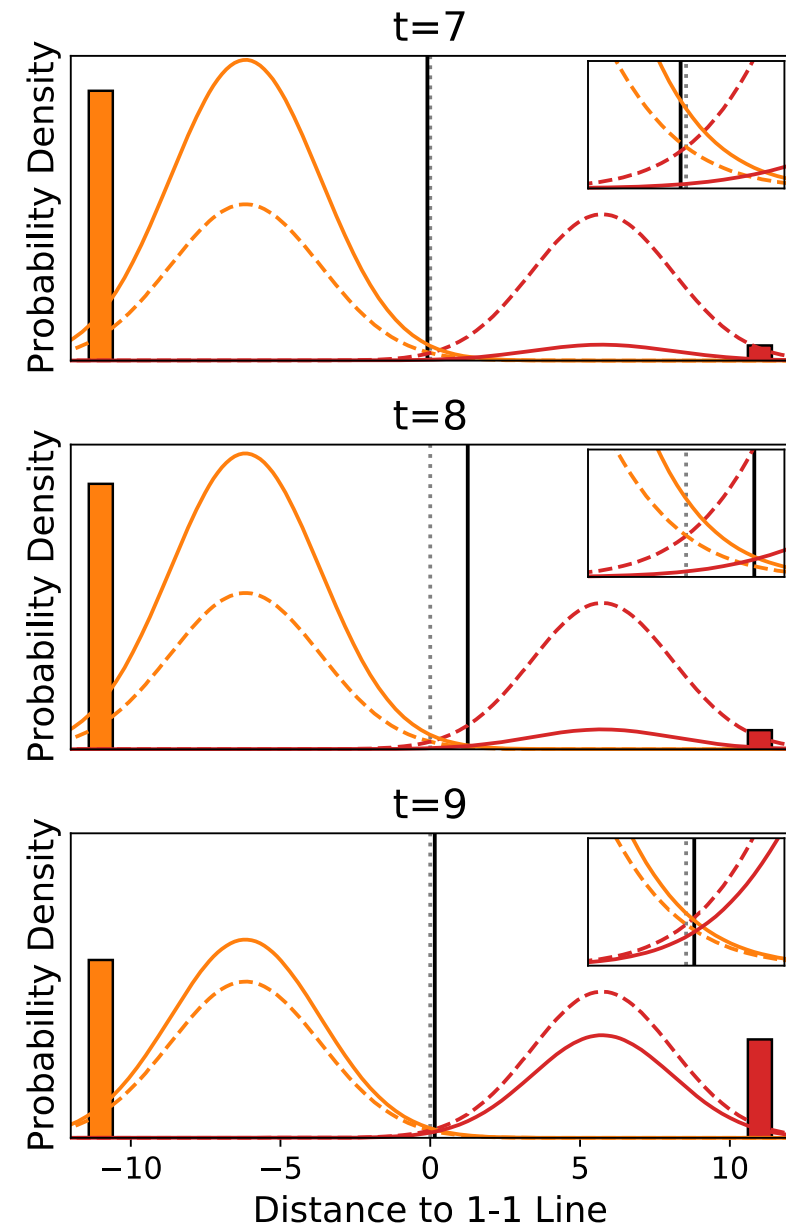 t=7
Probability Density
t=8
Probability Density
t=9
Probability Density
−10 −5 0 5 10
Distance to 1-1 Line